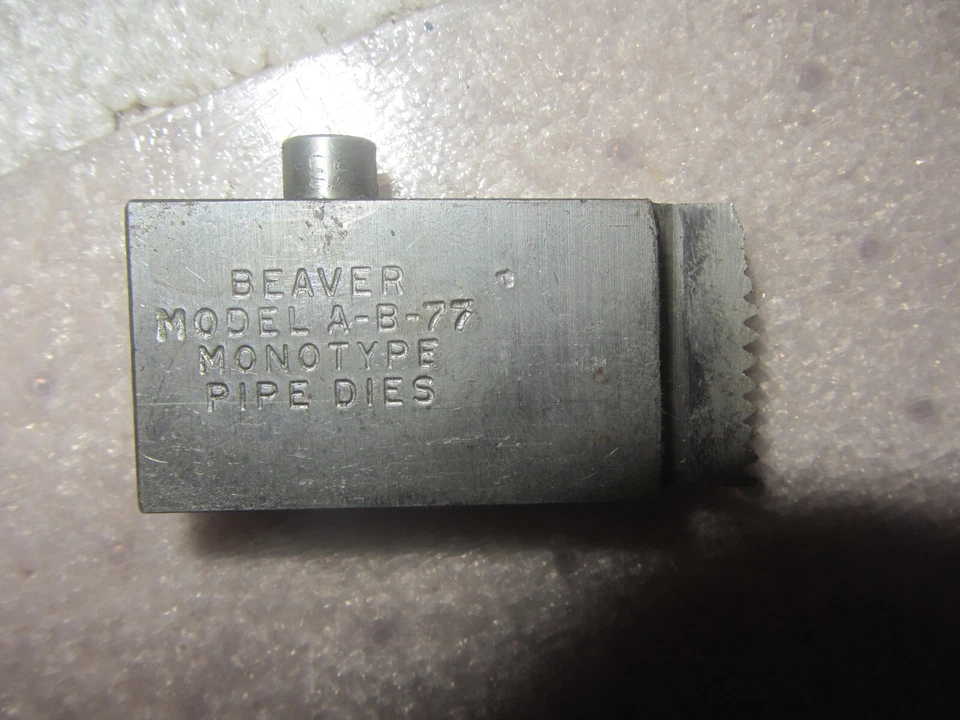 BEAVER
MODEL A-B-77
MONOTYPE
PIPE DIES